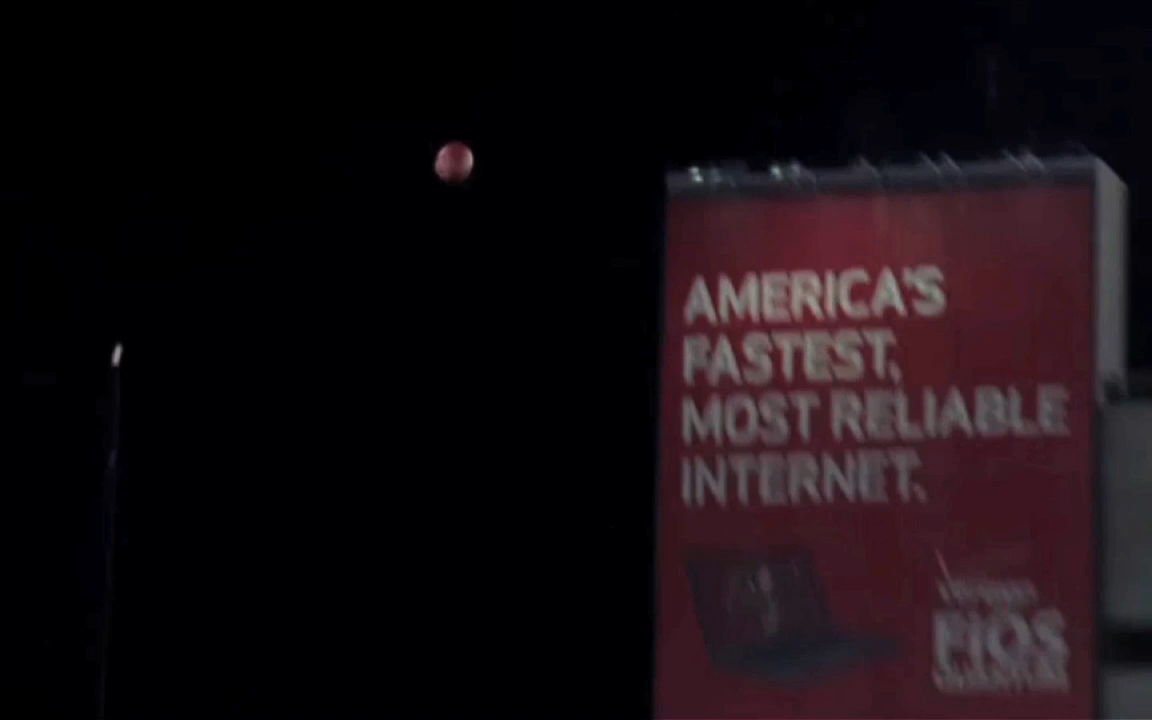 AMERICA'S
FASTEST,
MOST RELIABLE
INTERNET.
FIOS